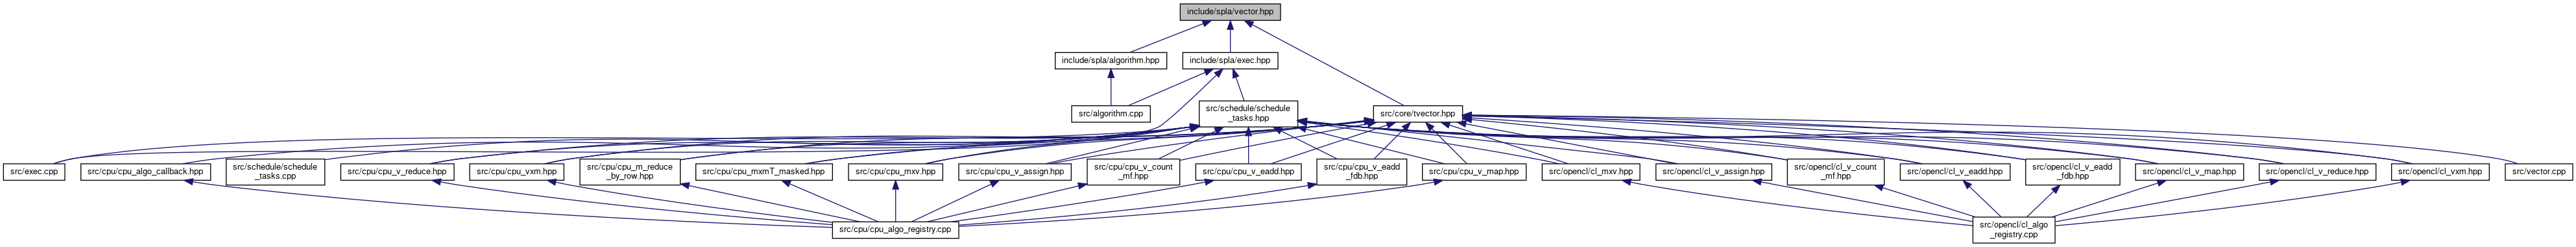 include/spla/vector.hpp
include/spla/algorithm.hpp
include/spla/exec.hpp
src/algorithm.cpp
src/schedule/schedule
_tasks.hpp
src/core/tvector.hpp
src/exec.cpp
src/cpu/cpu_algo_callback.hpp
src/schedule/schedule
_tasks.cpp
src/cpu/cpu_v_reduce.hpp
src/cpu/cpu_vxm.hpp
src/cpu/cpu_m_reduce
_by_row.hpp
src/cpu/cpu_mxmT_masked.hpp
src/cpu/cpu_mxv.hpp
src/cpu/cpu_v_assign.hpp
src/cpu/cpu_v_count
_mf.hpp
src/cpu/cpu_v_eadd.hpp
src/cpu/cpu_v_eadd
_fdb.hpp
src/cpu/cpu_v_map.hpp
src/opencl/cl_mxv.hpp
src/opencl/cl_v_assign.hpp
src/opencl/cl_v_count
_mf.hpp
src/opencl/cl_v_eadd.hpp
src/opencl/cl_v_eadd
_fdb.hpp
src/opencl/cl_v_map.hpp
src/opencl/cl_v_reduce.hpp
src/opencl/cl_vxm.hpp
src/vector.cpp
src/cpu/cpu_algo_registry.cpp
src/opencl/cl_algo
_registry.cpp